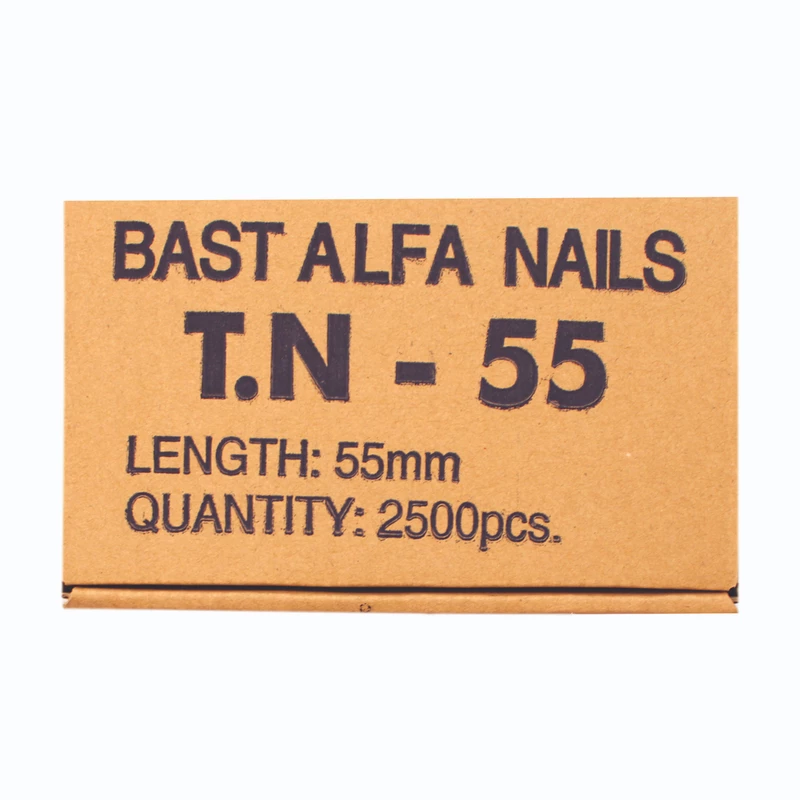 BAST ALFA NAILS
T.N - 55
LENGTH: 55mm
QUANTITY: 2500pcs.